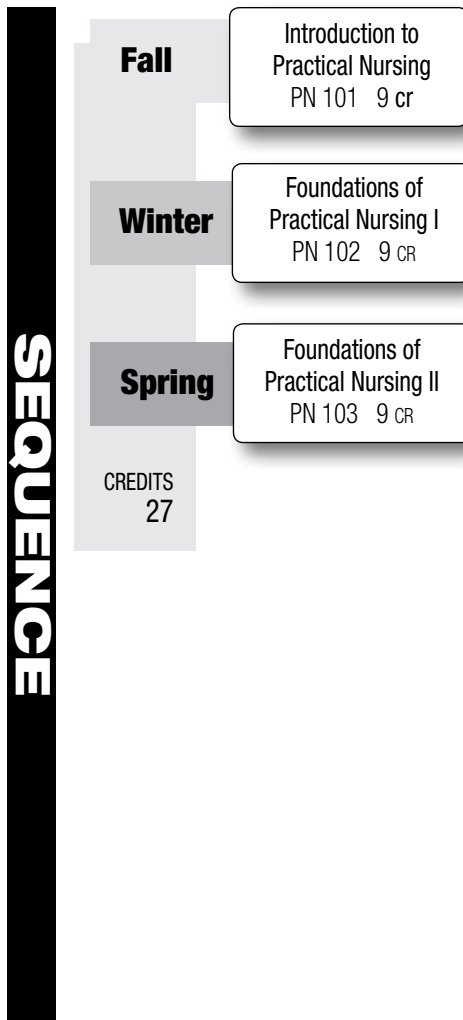 SEQUENCE
Fall
Introduction to
Practical Nursing
PN 101 9 cr
Winter
Foundations of
Practical Nursing I
PN 102 9 CR
Spring
Foundations of
Practical Nursing II
PN 103 9 CR
CREDITS
27